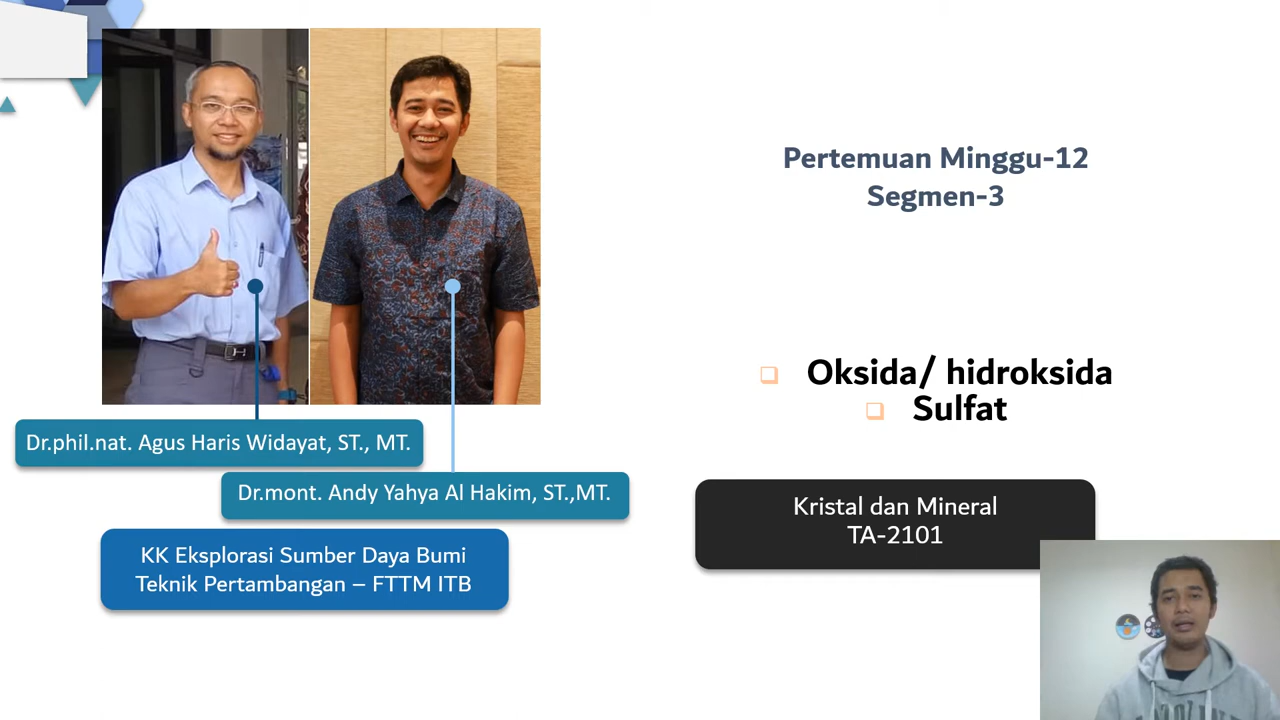 Pertemuan Minggu-12
Segmen-3
Oksida/ hidroksida
Sulfat
Dr.phil.nat. Agus Haris Widayat, ST., MT.
Dr.mont. Andy Yahya Al Hakim, ST.,MT.
KK Eksplorasi Sumber Daya Bumi
Teknik Pertambangan – FTTM ITB
Kristal dan Mineral
TA-2101